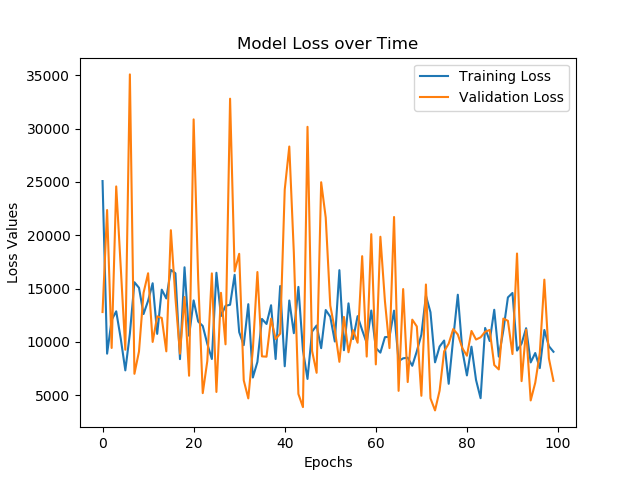 Model Loss over Time
Training Loss
Validation Loss
35000
30000
25000
20000
15000
10000
5000
Loss Values
0 20 40 60 80 100
Epochs